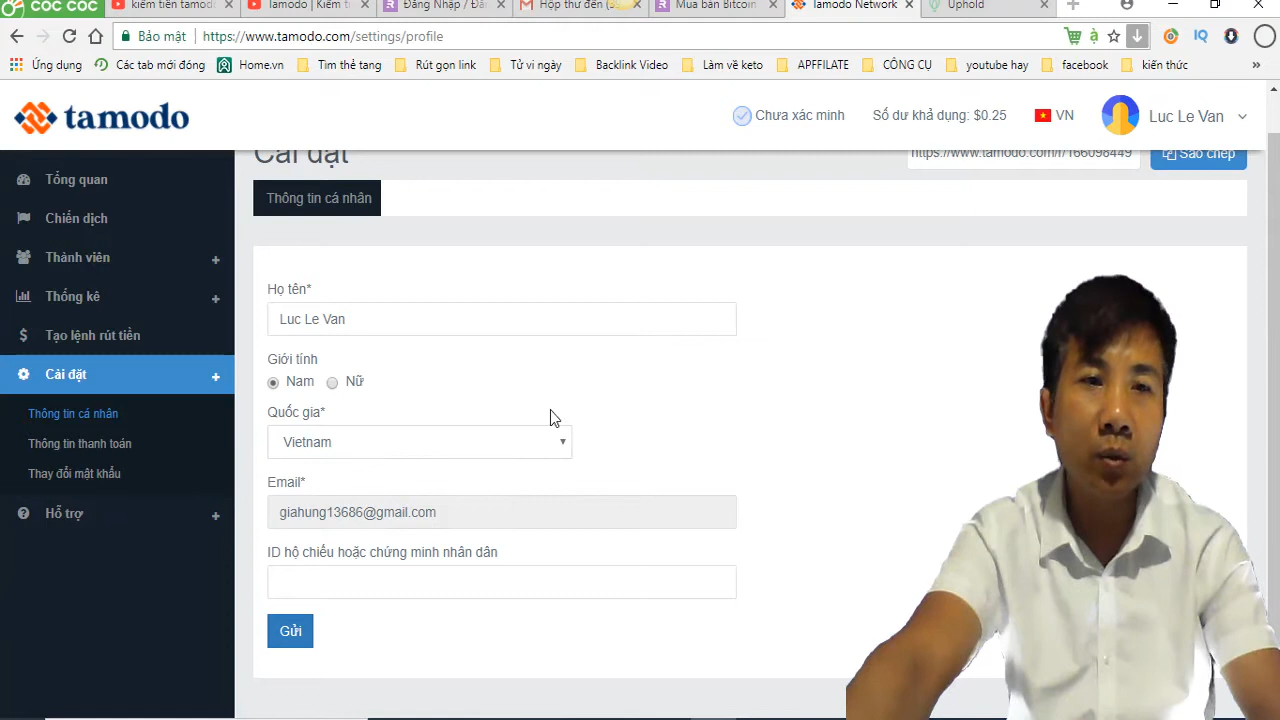 CỐC CỐC
kiếm tiền tamod
Tamodo | Kiếm t
Đăng Nhập / Đă
Hộp thư đến (
Mua bán Bitcoin
Tamodo Network
Uphold
Bảo mật
https://www.tamodo.com/settings/profile
Ứng dụng
Các tab mới đóng
Home.vn
Tìm thẻ tang
Rút gọn link
Tử vi ngày
Backlink Video
Làm về keto
APFFILATE
CÔNG CỤ
youtube hay
facebook
kiến thức
tamodo
Chưa xác minh
Số dư khả dụng: $0.25
VN
Luc Le Van
Cài đặt
https://www.tamodo.com/r/166098449
Sao chép
Thông tin cá nhân
Tổng quan
Chiến dịch
Thành viên
Thống kê
Tạo lệnh rút tiền
Cài đặt
Thông tin cá nhân
Thông tin thanh toán
Thay đổi mật khẩu
Hỗ trợ
Họ tên*
Luc Le Van
Giới tính
Nam
Nữ
Quốc gia*
Vietnam
Email*
giahung13686@gmail.com
ID hộ chiếu hoặc chứng minh nhân dân
Gửi